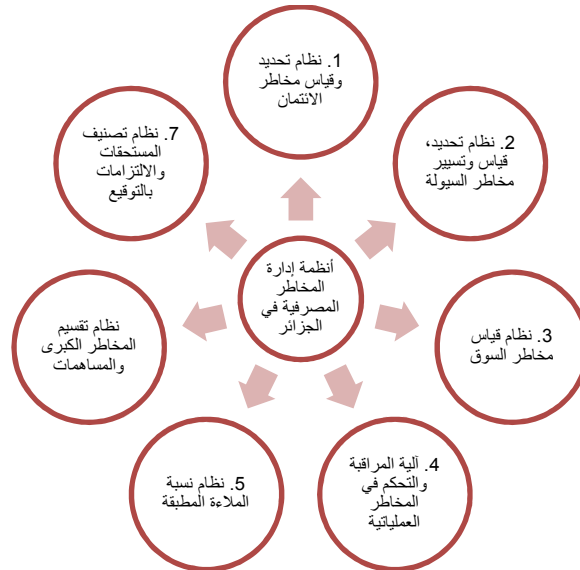 أنظمة إدارة
المخاطر
المصرفية في
الجزائر
1. نظام تحديد
وقياس مخاطر
الائتمان
2. نظام تحديد،
قياس وتسيير
مخاطر السيولة
3. نظام قياس
مخاطر السوق
4. آلية المراقبة
والتحكم في
المخاطر
العملياتية
5. نظام نسبة
الملاءة المطبقة
نظام تقسيم
المخاطر الكبرى
والمساهمات
7. نظام تصنيف
المستحقات
والالتزامات
بالتوقيع